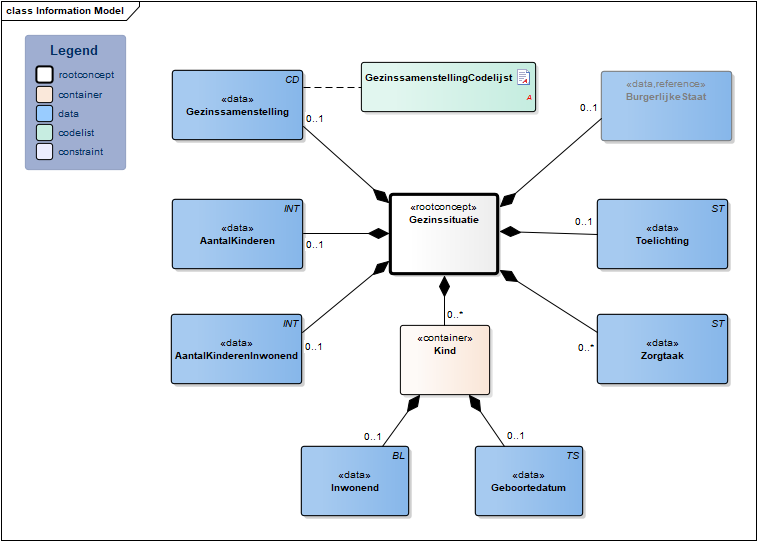 class Information Model
Legend
rootconcept
container
data
codelist
constraint
CD
«data»
Gezinssamenstelling
0..1
GezinssamenstellingCodelijst
A
«data,reference»
BurgerlijkeStaat
0..1
INT
«data»
AantalKinderen
0..1
«rootconcept»
Gezinssituatie
ST
«data»
Toelichting
0..1
INT
«data»
AantalKinderenInwonend
0..1
0..*
«container»
Kind
ST
«data»
Zorgtaak
0..*
0..1
BL
«data»
Inwonend
0..1
TS
«data»
Geboortedatum